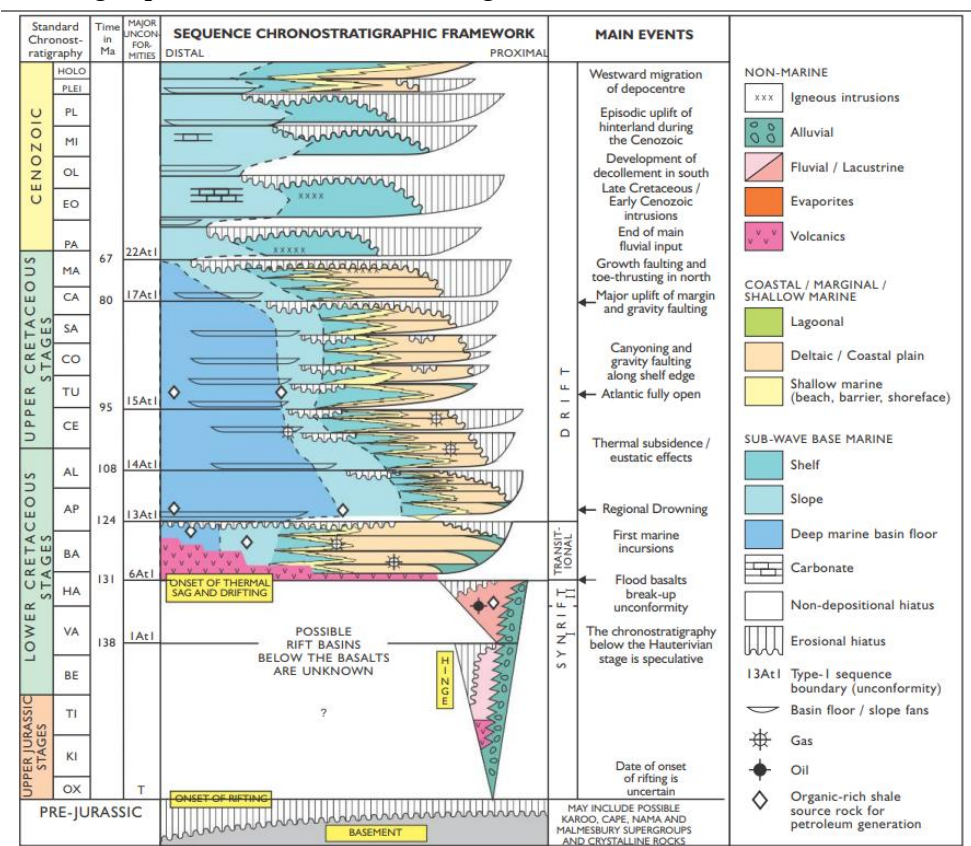 Standard
Chronost-
ratigraphy
Time
in
Ma
MAJOR
UNCON-
FOR-
MITIES
SEQUENCE CHRONOSTRATIGRAPHIC FRAMEWORK
DISTAL
PROXIMAL
MAIN EVENTS
CENOZOIC
HOLO
PLEI
PL
MI
OL
EO
PA
UPPER CRETACEOUS
STAGES
MA
CA
SA
CO
TU
CE
LOWER CRETACEOUS
STAGES
AL
AP
BA
HA
VA
BE
UPPER JURASSIC
STAGES
TI
KI
OX
PRE-JURASSIC
67
80
95
108
124
131
138
22At1
17At1
15At1
14At1
13At1
6At1
1At1
T
xxxx
xxxxx
ONSET OF THERMAL
SAG AND DRIFTING
POSSIBLE
RIFT BASINS
BELOW THE BASALTS
ARE UNKNOWN
?
HINGE
ONSET OF RIFTING
BASEMENT
DRIFT
TRANSIT-
IONAL
SYNRIFT
II
I
Westward migration
of depocentre
Episodic uplift of
hinterland during
the Cenozoic
Development of
decollement in south
Late Cretaceous /
Early Cenozoic
intrusions
End of main
fluvial input
Growth faulting and
toe-thrusting in north
Major uplift of margin
and gravity faulting
Canyoning and
gravity faulting
along shelf edge
Atlantic fully open
Thermal subsidence /
eustatic effects
Regional Drowning
First marine
incursions
Flood basalts
break-up
unconformity
The chronostratigraphy
below the Hauterivian
stage is speculative
Date of onset
of rifting is
uncertain
MAY INCLUDE POSSIBLE
KAROO, CAPE, NAMA AND
MALMESBURY SUPERGROUPS
AND CRYSTALLINE ROCKS
NON-MARINE
xxx Igneous intrusions
Alluvial
Fluvial / Lacustrine
Evaporites
Volcanics
COASTAL / MARGINAL /
SHALLOW MARINE
Lagoonal
Deltaic / Coastal plain
Shallow marine
(beach, barrier, shoreface)
SUB-WAVE BASE MARINE
Shelf
Slope
Deep marine basin floor
Carbonate
Non-depositional hiatus
Erosional hiatus
13At1 Type-1 sequence
boundary (unconformity)
Basin floor / slope fans
Gas
Oil
Organic-rich shale
source rock for
petroleum generation